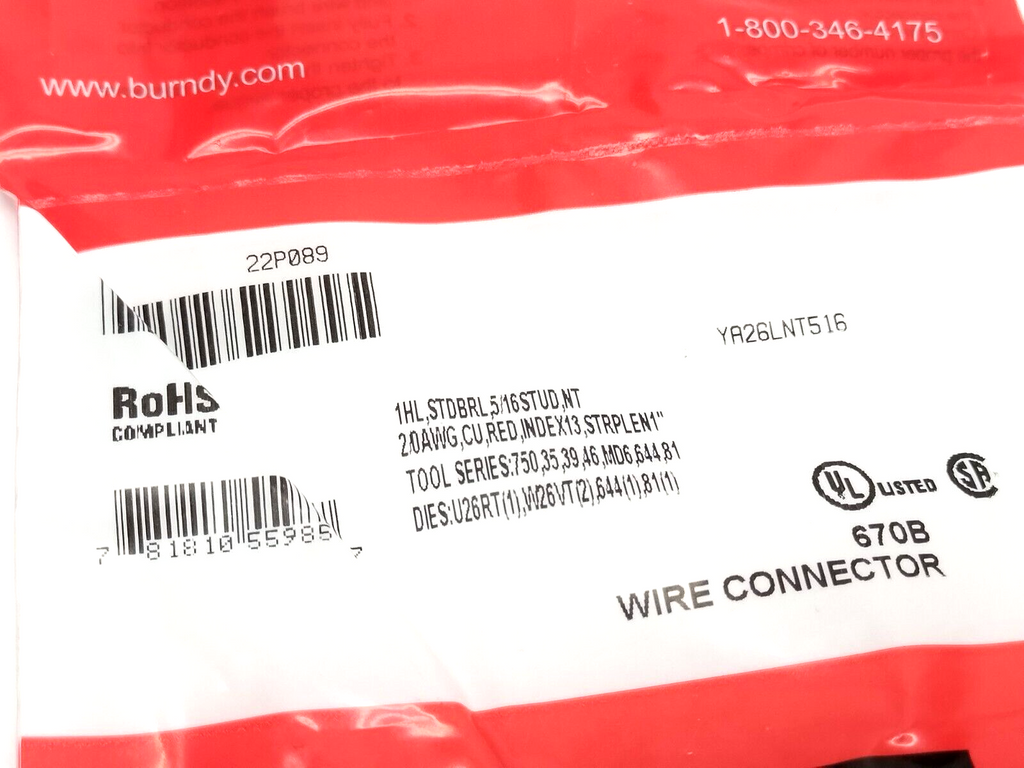 1-800-346-4175
www.burndy.com
22P089
YA26LNT516
RoHS
COMPLIANT
1HL,STDBRL,5/16STUD,NT
2/0AWG,CU,RED,INDEX13,STRPLEN1"
TOOL SERIES:750,35,39,46,MD6,644,81
DIES:U26RT(1),W26VT(2),644(1),81(1)
7 81810 55985 7
UL LISTED SA
670B
WIRE CONNECTOR